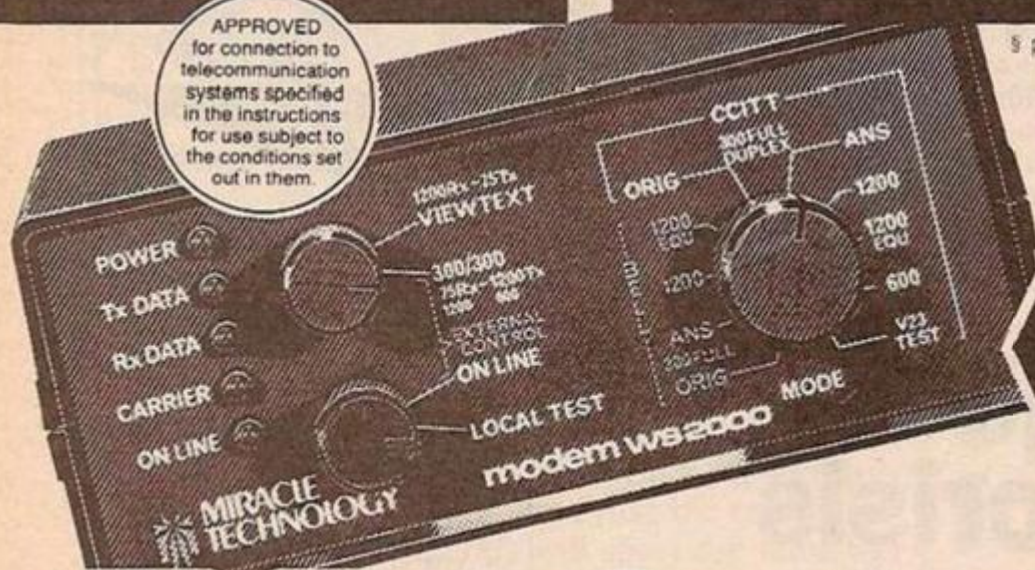 APPROVED
for connection to
telecommunication
systems specified
in the instructions
for use subject to
the conditions set
out in them.
POWER
Tx DATA
Rx DATA
CARRIER
ON LINE
1200Rx-75Tx
VIEWTEXT
300/300
75Rx-1200Tx
1200 600
EXTERNAL
CONTROL
ON LINE
LOCAL TEST
MIRACLE
TECHNOLOGY
modem WS2000
CCITT
300 FULL
DUPLEX
ORIG
ANS
1200
1200
EQU
600
V23
TEST
1200
EQU
1200
ANS
300 FULL
ORIG
MODE